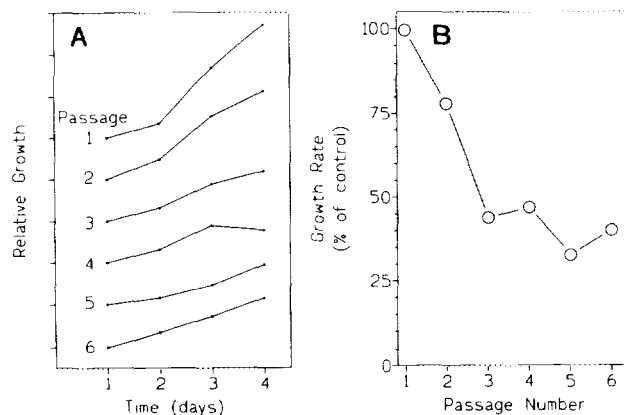 A
Relative Growth
Passage
1
2
3
4
5
6
1 2 3 4
Time (days)
B
Growth Rate
(% of control)
100
75
50
25
0
1 2 3 4 5 6
Passage Number